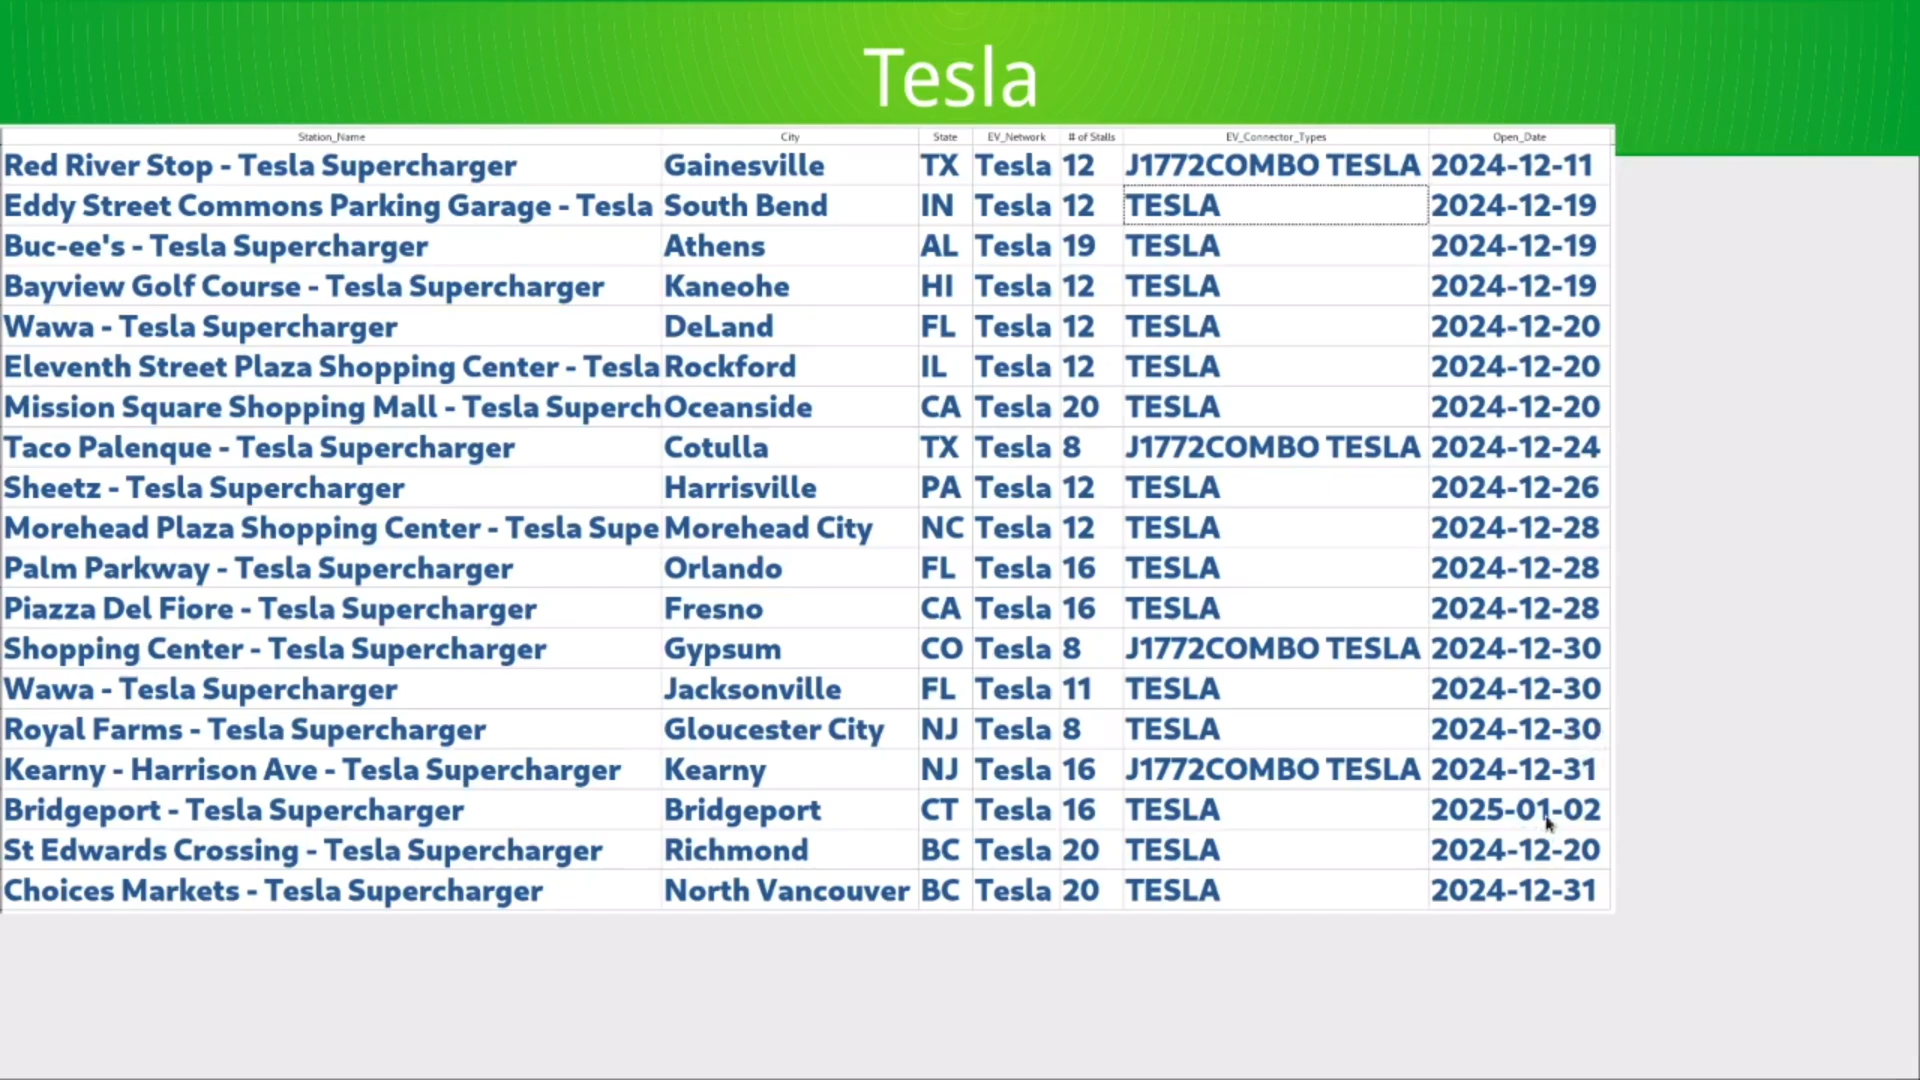 Tesla
Station_Name City State EV_Network # of Stalls EV_Connector_Types Open_Date
Red River Stop - Tesla Supercharger Gainesville TX Tesla 12 J1772COMBO TESLA 2024-12-11
Eddy Street Commons Parking Garage - Tesla South Bend IN Tesla 12 TESLA 2024-12-19
Buc-ee's - Tesla Supercharger Athens AL Tesla 19 TESLA 2024-12-19
Bayview Golf Course - Tesla Supercharger Kaneohe HI Tesla 12 TESLA 2024-12-19
Wawa - Tesla Supercharger DeLand FL Tesla 12 TESLA 2024-12-20
Eleventh Street Plaza Shopping Center - Tesla Rockford IL Tesla 12 TESLA 2024-12-20
Mission Square Shopping Mall - Tesla Superch Oceanside CA Tesla 20 TESLA 2024-12-20
Taco Palenque - Tesla Supercharger Cotulla TX Tesla 8 J1772COMBO TESLA 2024-12-24
Sheetz - Tesla Supercharger Harrisville PA Tesla 12 TESLA 2024-12-26
Morehead Plaza Shopping Center - Tesla Supe Morehead City NC Tesla 12 TESLA 2024-12-28
Palm Parkway - Tesla Supercharger Orlando FL Tesla 16 TESLA 2024-12-28
Piazza Del Fiore - Tesla Supercharger Fresno CA Tesla 16 TESLA 2024-12-28
Shopping Center - Tesla Supercharger Gypsum CO Tesla 8 J1772COMBO TESLA 2024-12-30
Wawa - Tesla Supercharger Jacksonville FL Tesla 11 TESLA 2024-12-30
Royal Farms - Tesla Supercharger Gloucester City NJ Tesla 8 TESLA 2024-12-30
Kearny - Harrison Ave - Tesla Supercharger Kearny NJ Tesla 16 J1772COMBO TESLA 2024-12-31
Bridgeport - Tesla Supercharger Bridgeport CT Tesla 16 TESLA 2025-01-02
St Edwards Crossing - Tesla Supercharger Richmond BC Tesla 20 TESLA 2024-12-20
Choices Markets - Tesla Supercharger North Vancouver BC Tesla 20 TESLA 2024-12-31